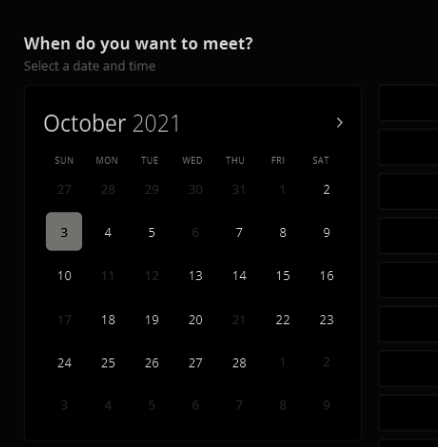 When do you want to meet?
Select a date and time
October 2021
SUN MON TUE WED THU FRI SAT
27 28 29 30 31 1 2
3 4 5 6 7 8 9
10 11 12 13 14 15 16
17 18 19 20 21 22 23
24 25 26 27 28 1 2
3 4 5 6 7 8 9